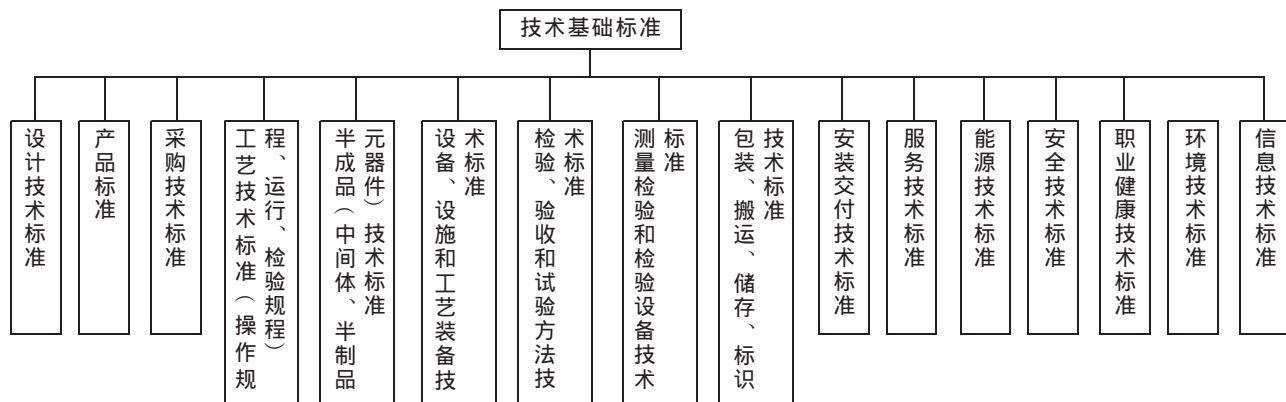 技术基础标准
设计技术标准
产品标准
采购技术标准
工艺技术标准（操作规
程、运行、检验规程）
半成品（中间体、半制品
元器件）技术标准
设备、设施和工艺装备技
术标准
检验、验收和试验方法技
术标准
测量检验和检验设备技术
标准
包装、搬运、储存、标识
技术标准
安装交付技术标准
服务技术标准
能源技术标准
安全技术标准
职业健康技术标准
环境技术标准
信息技术标准